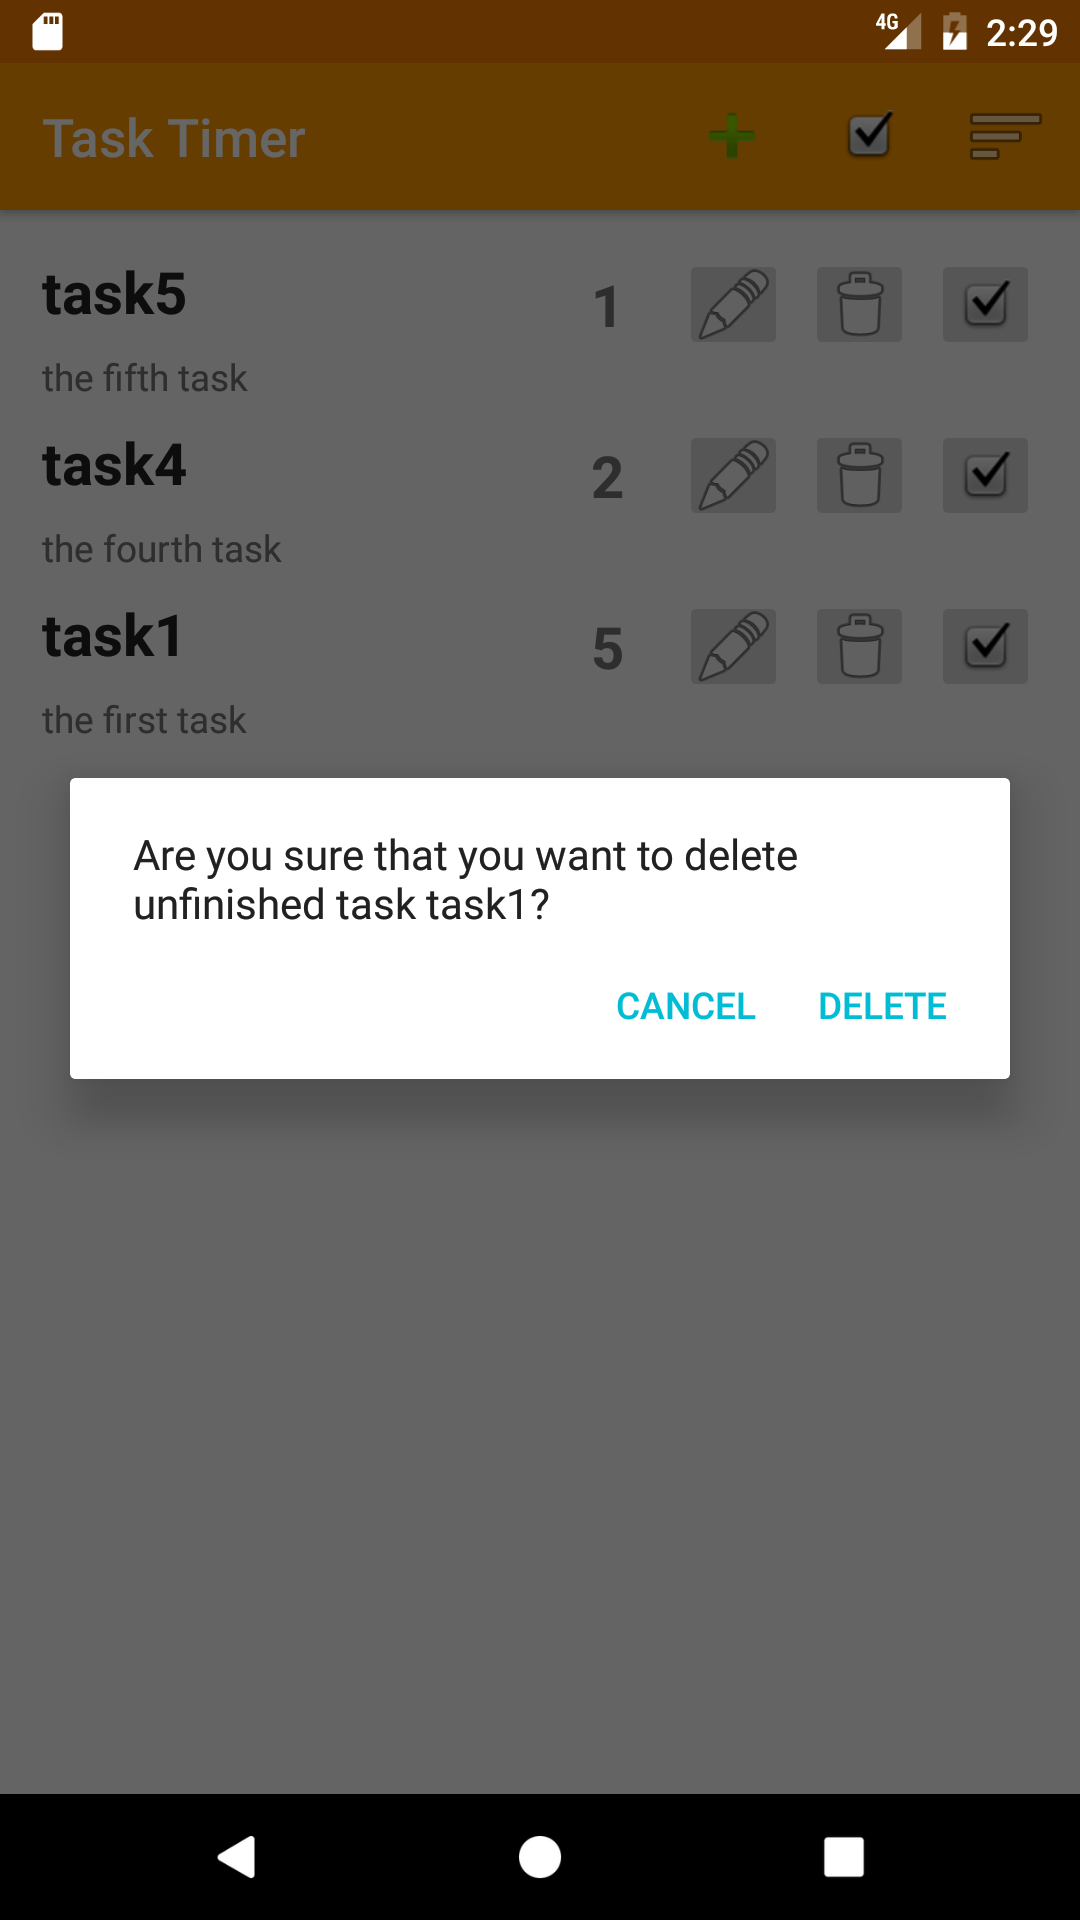 4G 2:29
Task Timer
task5 1
the fifth task
task4 2
the fourth task
task1 5
the first task
Are you sure that you want to delete
unfinished task task1?
CANCEL DELETE